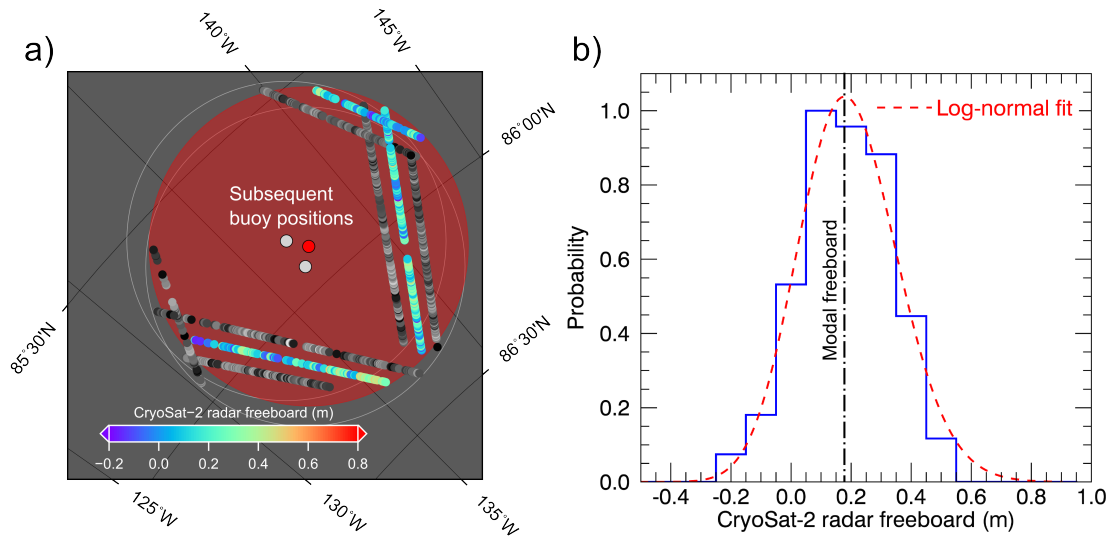 a)
140°W
145°W
86°00'N
Subsequent
buoy positions
85°30'N
86°30'N
CryoSat−2 radar freeboard (m)
−0.2 0.0 0.2 0.4 0.6 0.8
125°W
130°W
135°W
b)
Log-normal fit
Modal freeboard
Probability
1.0
0.8
0.6
0.4
0.2
0.0
-0.4 -0.2 0.0 0.2 0.4 0.6 0.8 1.0
CryoSat-2 radar freeboard (m)